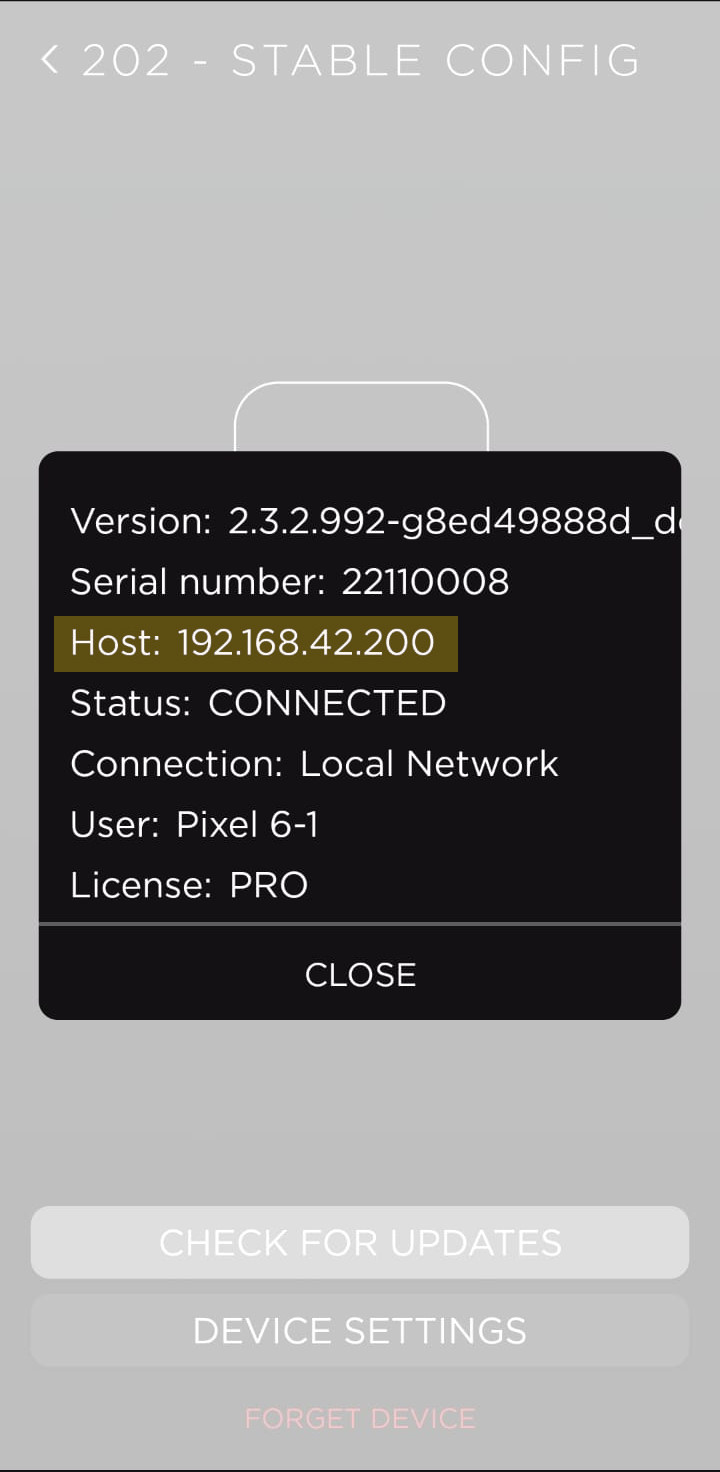 < 202 - STABLE CONFIG
Version: 2.3.2.992-g8ed49888d_d
Serial number: 22110008
Host: 192.168.42.200
Status: CONNECTED
Connection: Local Network
User: Pixel 6-1
License: PRO
CLOSE
CHECK FOR UPDATES
DEVICE SETTINGS
FORGET DEVICE